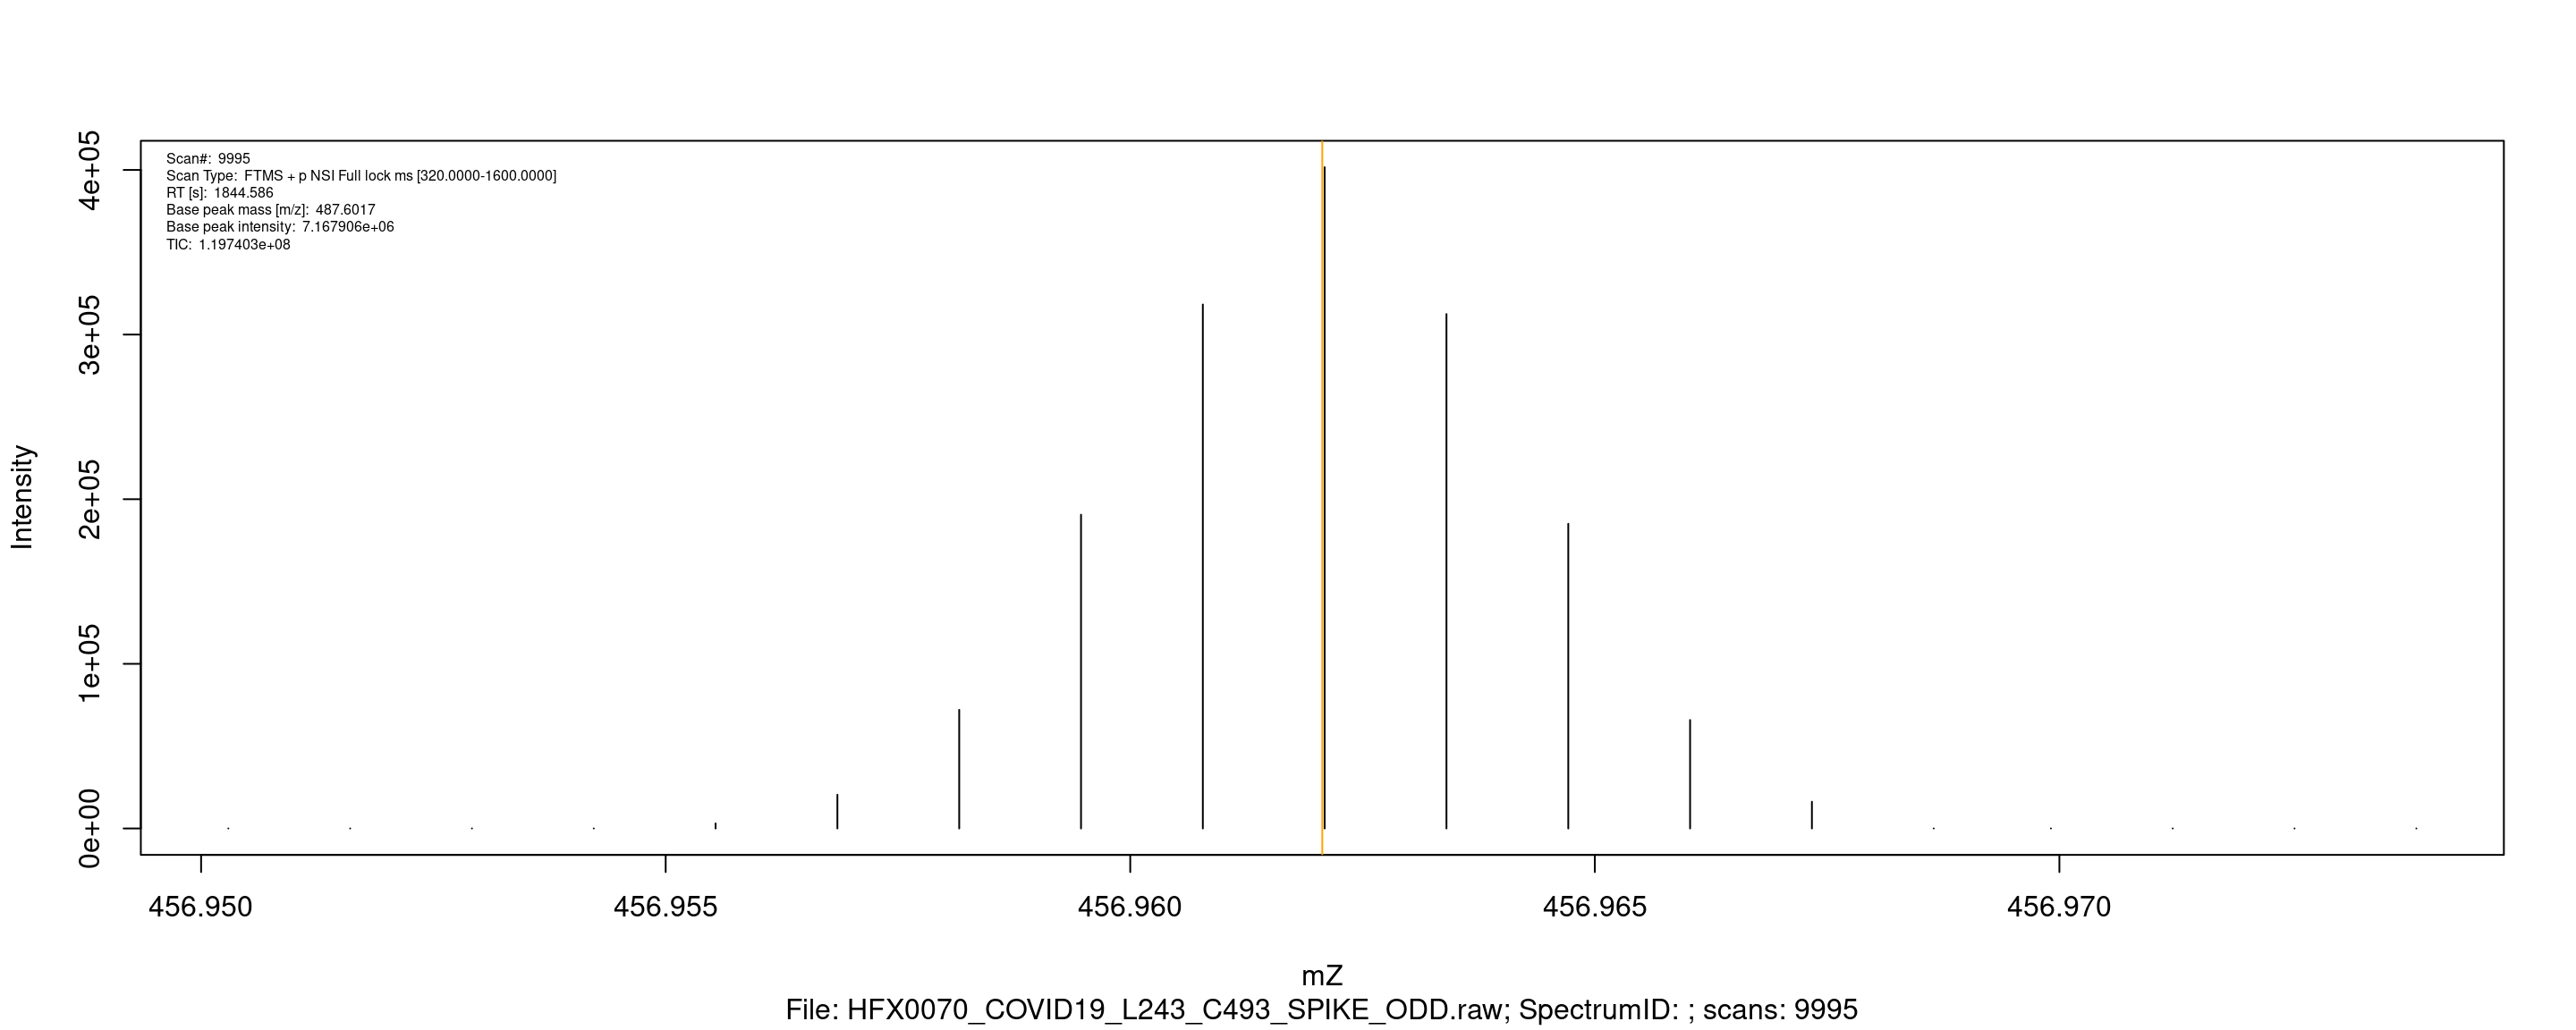 Scan#: 9995
Scan Type: FTMS + p NSI Full lock ms [320.0000-1600.0000]
RT [s]: 1844.586
Base peak mass [m/z]: 487.6017
Base peak intensity: 7.167906e+06
TIC: 1.197403e+08
Intensity
4e+05
3e+05
2e+05
1e+05
0e+00
456.950 456.955 456.960 456.965 456.970
mZ
File: HFX0070_COVID19_L243_C493_SPIKE_ODD.raw; SpectrumID: ; scans: 9995